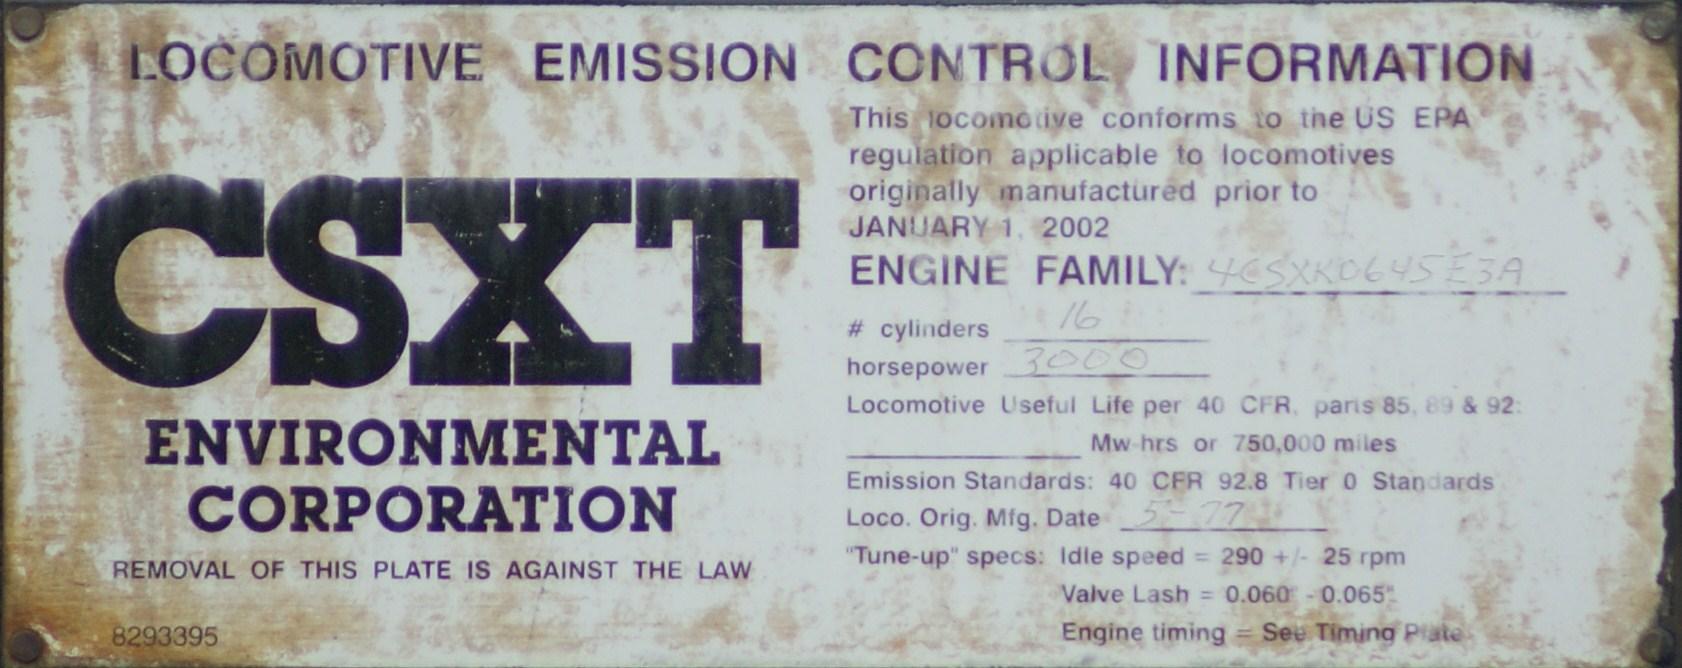 LOCOMOTIVE EMISSION CONTROL INFORMATION
CSXT
ENVIRONMENTAL
CORPORATION
REMOVAL OF THIS PLATE IS AGAINST THE LAW
8293395
This locomotive conforms to the US EPA
regulation applicable to locomotives
originally manufactured prior to
JANUARY 1, 2002
ENGINE FAMILY: 4CSXK0645E3A
# cylinders 16
horsepower 3000
Locomotive Useful Life per 40 CFR, parts 85, 89 & 92:
Mw-hrs or 750,000 miles
Emission Standards: 40 CFR 92.8 Tier 0 Standards
Loco. Orig. Mfg. Date 5-77
"Tune-up" specs: Idle speed = 290 +/- 25 rpm
Valve Lash = 0.060" - 0.065"
Engine timing = See Timing Plate